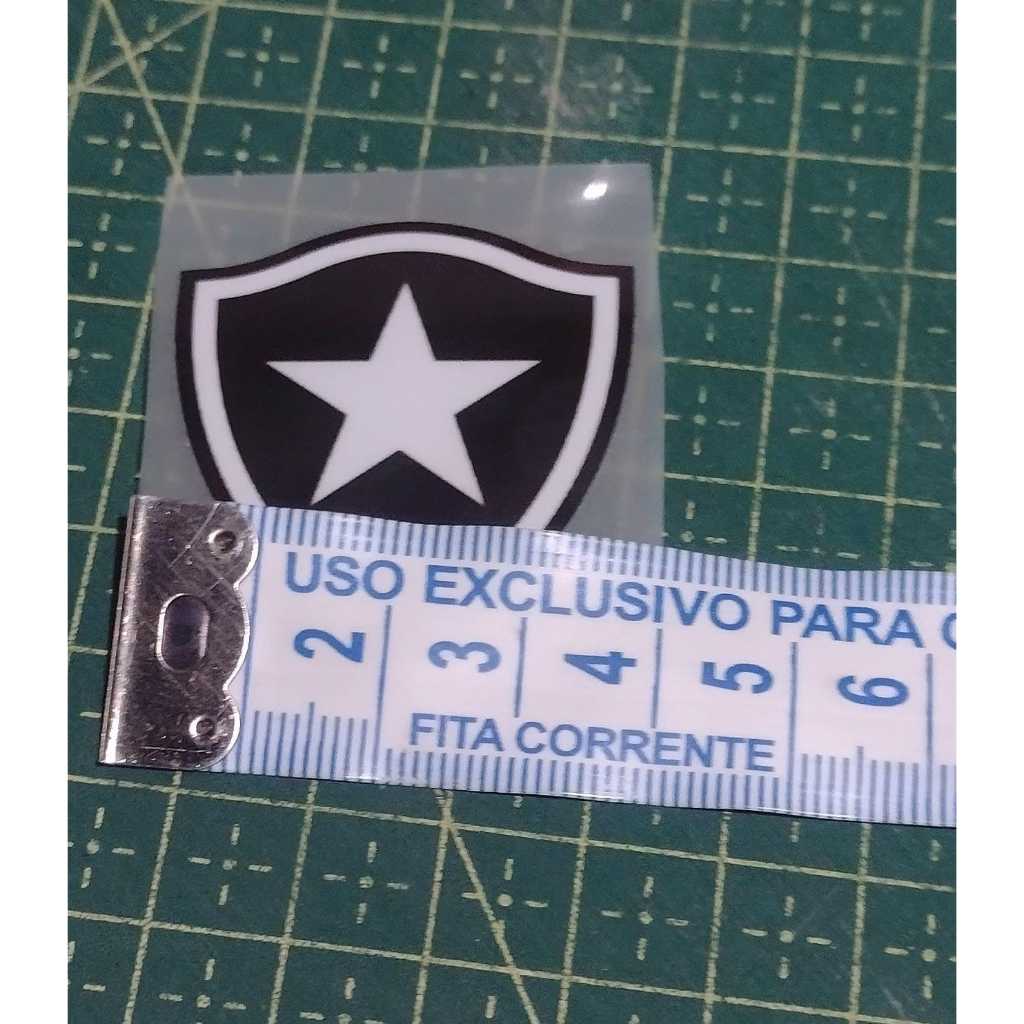 USO EXCLUSIVO PARA
2 3 4 5 6
FITA CORRENTE